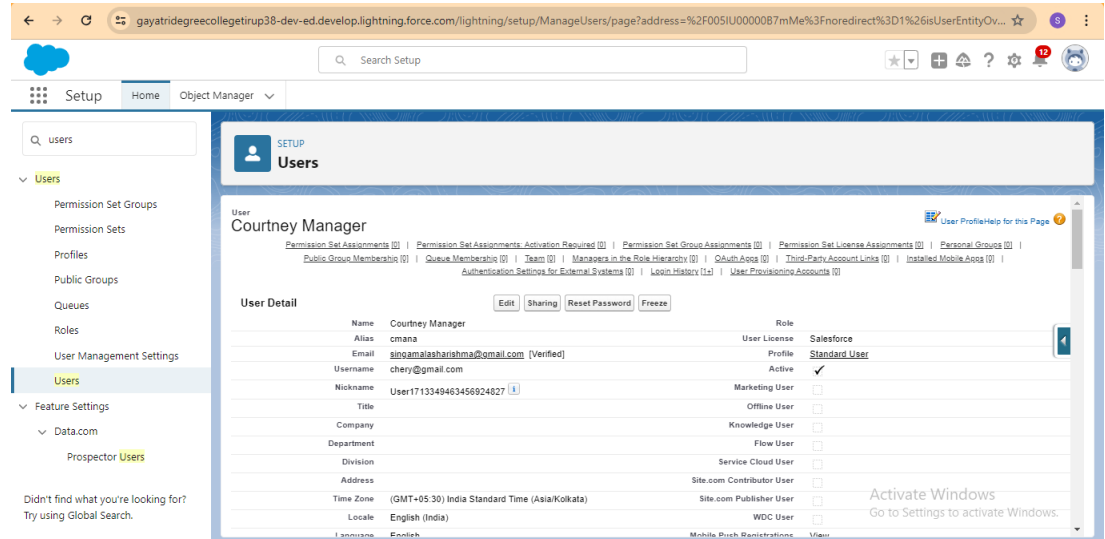 gayatridegreecollegetirup38-dev-ed.develop.lightning.force.com/lightning/setup/ManageUsers/page?address=%2F005IU00000B7mMe%3Fnoredirect%3D1%26isUserEntityOv...
S
Search Setup
12
Setup
Home
Object Manager
users
Users
Permission Set Groups
Permission Sets
Profiles
Public Groups
Queues
Roles
User Management Settings
Users
Feature Settings
Data.com
Prospector Users
Didn't find what you're looking for?
Try using Global Search.
SETUP
Users
User
Courtney Manager
User Profile Help for this Page ?
Permission Set Assignments [0] | Permission Set Assignments: Activation Required [0] | Permission Set Group Assignments [0] | Permission Set License Assignments [0] | Personal Groups [0] |
Public Group Membership [0] | Queue Membership [0] | Team [0] | Managers in the Role Hierarchy [0] | OAuth Apps [0] | Third-Party Account Links [0] | Installed Mobile Apps [0] |
Authentication Settings for External Systems [0] | Login History [1+] | User Provisioning Accounts [0]
User Detail Edit Sharing Reset Password Freeze
Name Courtney Manager Role
Alias cmana User License Salesforce
Email singamalasharishma@gmail.com [Verified] Profile Standard User
Username chery@gmail.com Active ✓
Nickname User1713349463456924827 i Marketing User
Title Offline User
Company Knowledge User
Department Flow User
Division Service Cloud User
Address Site.com Contributor User
Time Zone (GMT+05:30) India Standard Time (Asia/Kolkata) Site.com Publisher User
Locale English (India) WDC User
Language English Mobile Push Registrations View
Activate Windows
Go to Settings to activate Windows.